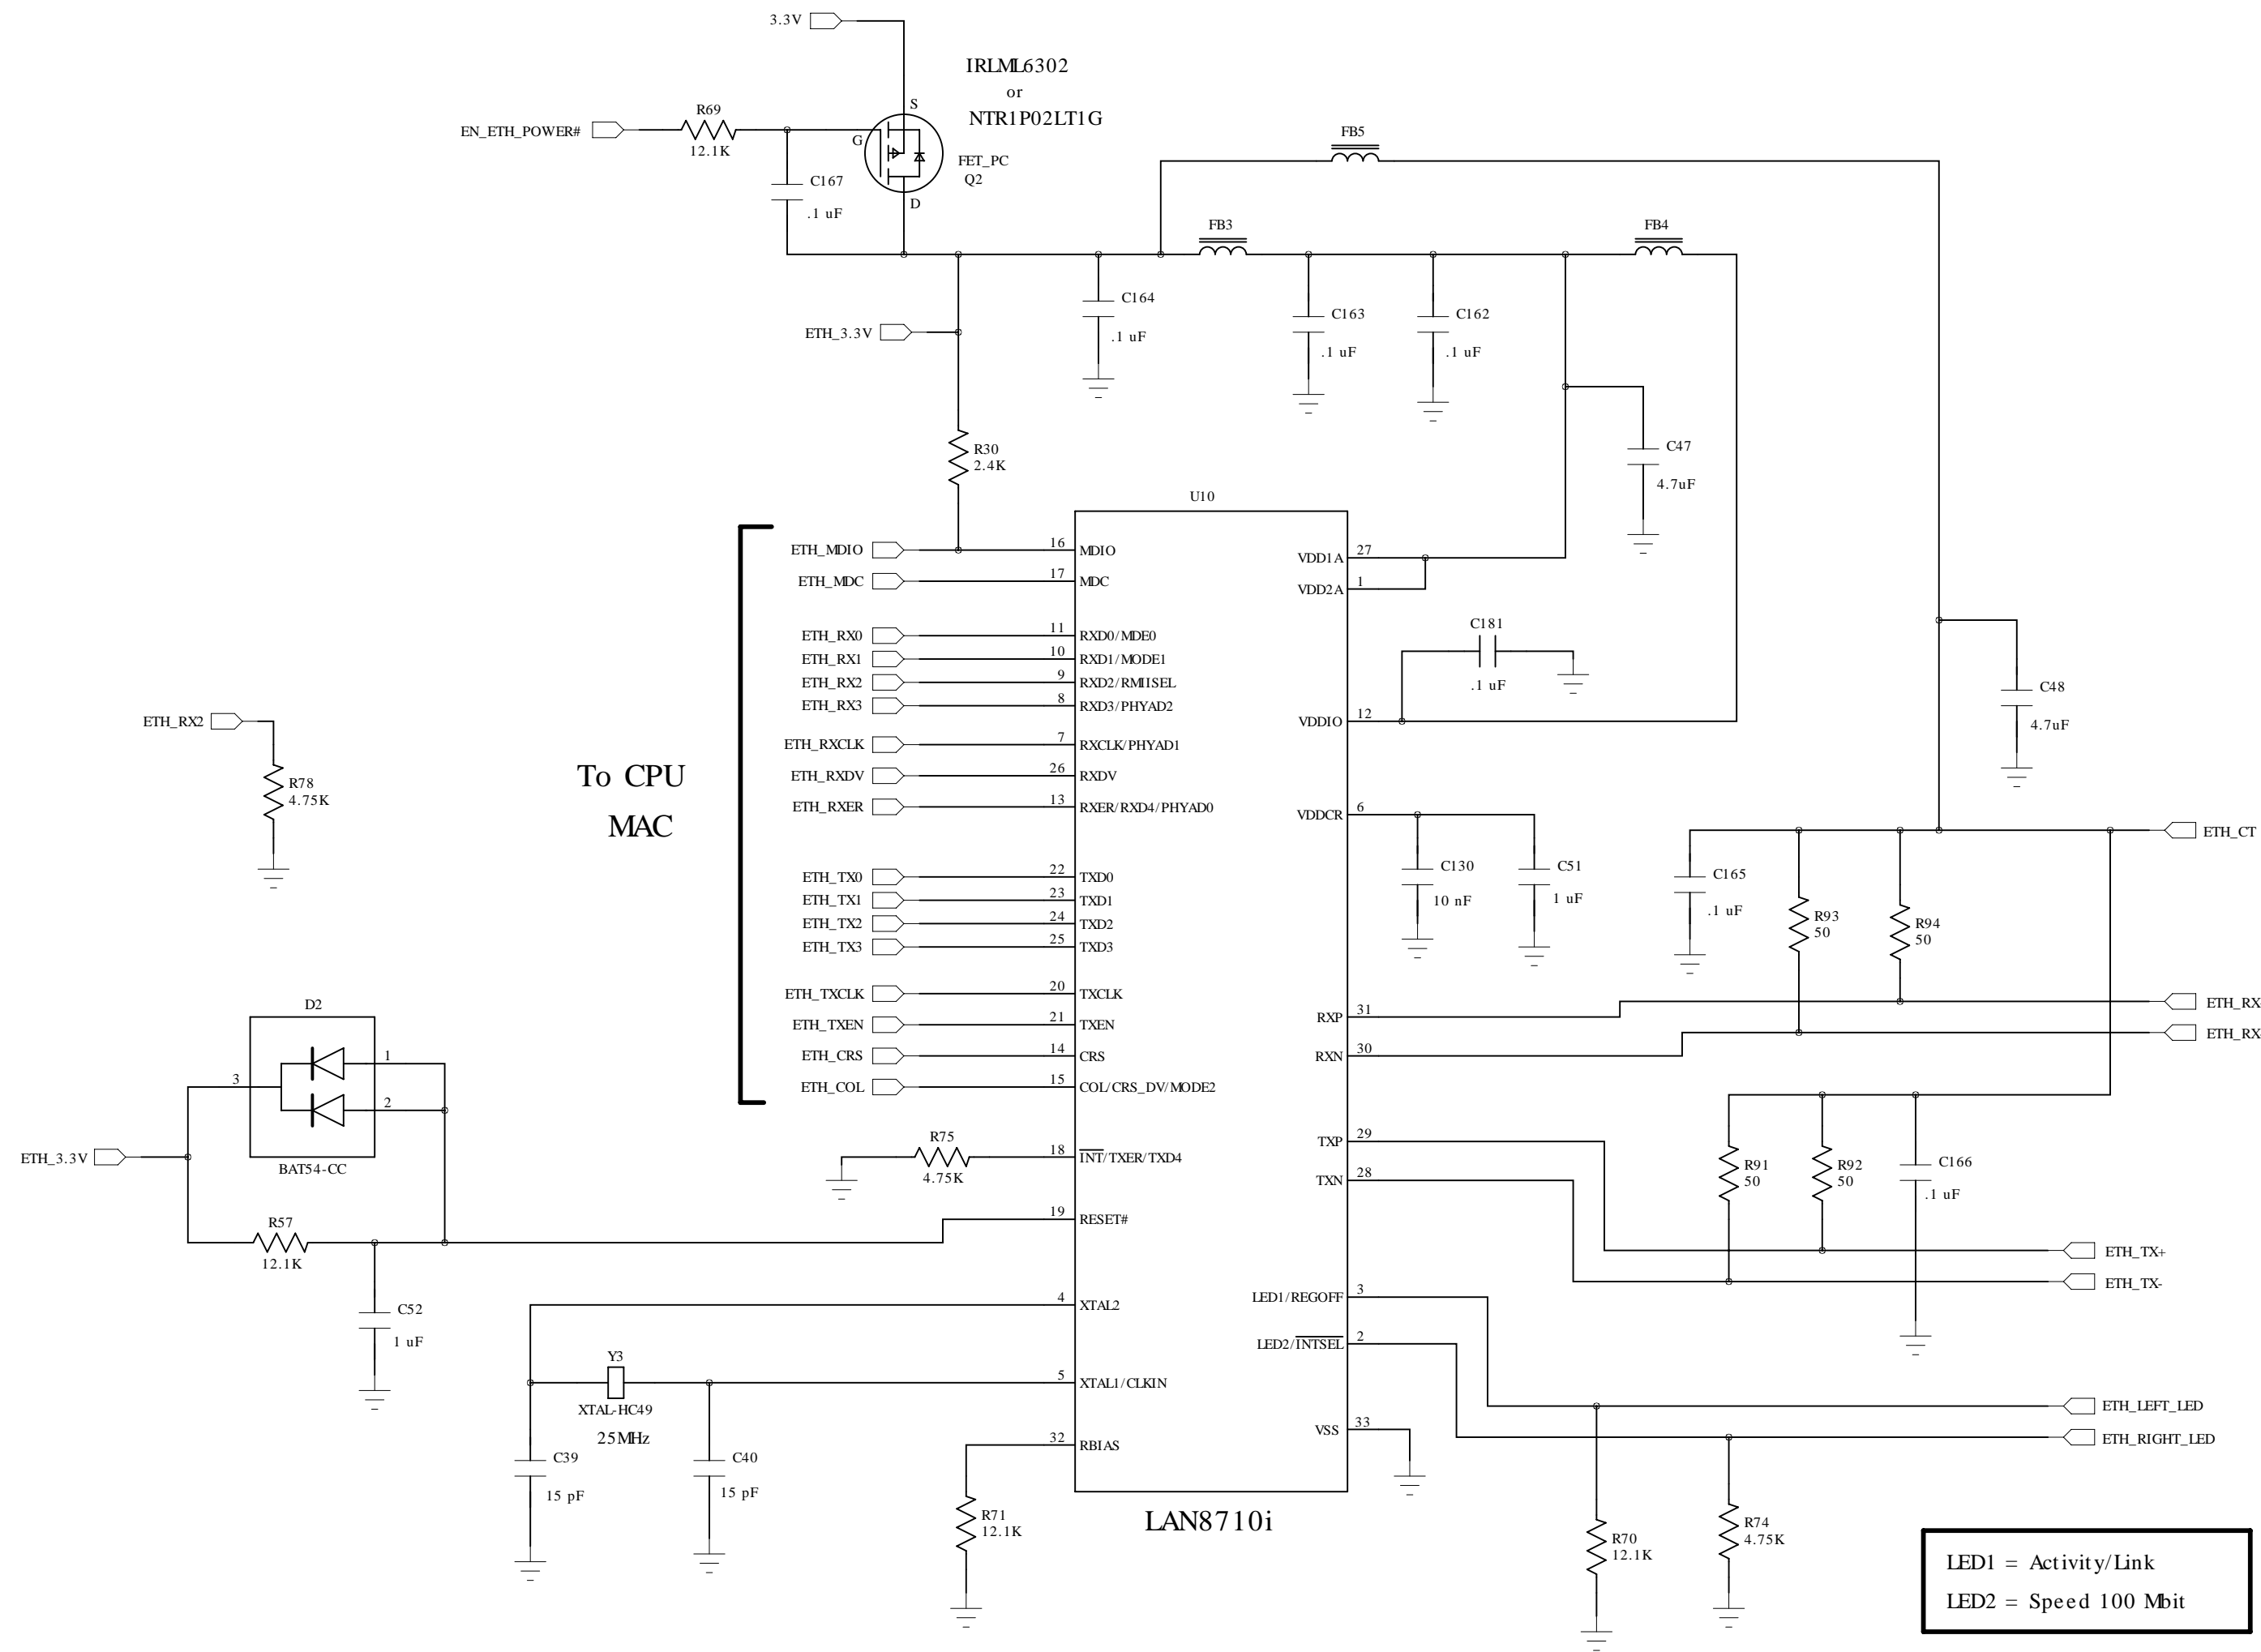 3.3V
IRLML6302
or
NTR1P02LT1G
EN_ETH_POWER#
R69
12.1K
S
G
D
FET_PC
Q2
C167
.1 uF
FB5
FB3
FB4
ETH_3.3V
C164
.1 uF
C163
.1 uF
C162
.1 uF
C47
4.7uF
R30
2.4K
U10
To CPU
MAC
ETH_MDIO 16 MDIO
ETH_MDC 17 MDC
ETH_RX0 11 RXD0/MDE0
ETH_RX1 10 RXD1/MODE1
ETH_RX2 9 RXD2/RMIISEL
ETH_RX3 8 RXD3/PHYAD2
ETH_RXCLK 7 RXCLK/PHYAD1
ETH_RXDV 26 RXDV
ETH_RXER 13 RXER/RXD4/PHYAD0
ETH_TX0 22 TXD0
ETH_TX1 23 TXD1
ETH_TX2 24 TXD2
ETH_TX3 25 TXD3
ETH_TXCLK 20 TXCLK
ETH_TXEN 21 TXEN
ETH_CRS 14 CRS
ETH_COL 15 COL/CRS_DV/MODE2
R75
4.75K
18 INT/TXER/TXD4
19 RESET#
4 XTAL2
5 XTAL1/CLKIN
32 RBIAS
VDD1A 27
VDD2A 1
VDDIO 12
VDDCR 6
RXP 31
RXN 30
TXP 29
TXN 28
LED1/REGOFF 3
LED2/INTSEL 2
VSS 33
LAN8710i
ETH_RX2
R78
4.75K
D2
1
2
3
BAT54-CC
ETH_3.3V
R57
12.1K
C52
1 uF
Y3
XTAL-HC49
25MHz
C39
15 pF
C40
15 pF
R71
12.1K
C181
.1 uF
C48
4.7uF
C130
10 nF
C51
1 uF
C165
.1 uF
R93
50
R94
50
ETH_CT
ETH_RX
ETH_RX
R91
50
R92
50
C166
.1 uF
ETH_TX+
ETH_TX-
ETH_LEFT_LED
ETH_RIGHT_LED
R70
12.1K
R74
4.75K
LED1 = Activity/Link
LED2 = Speed 100 Mbit